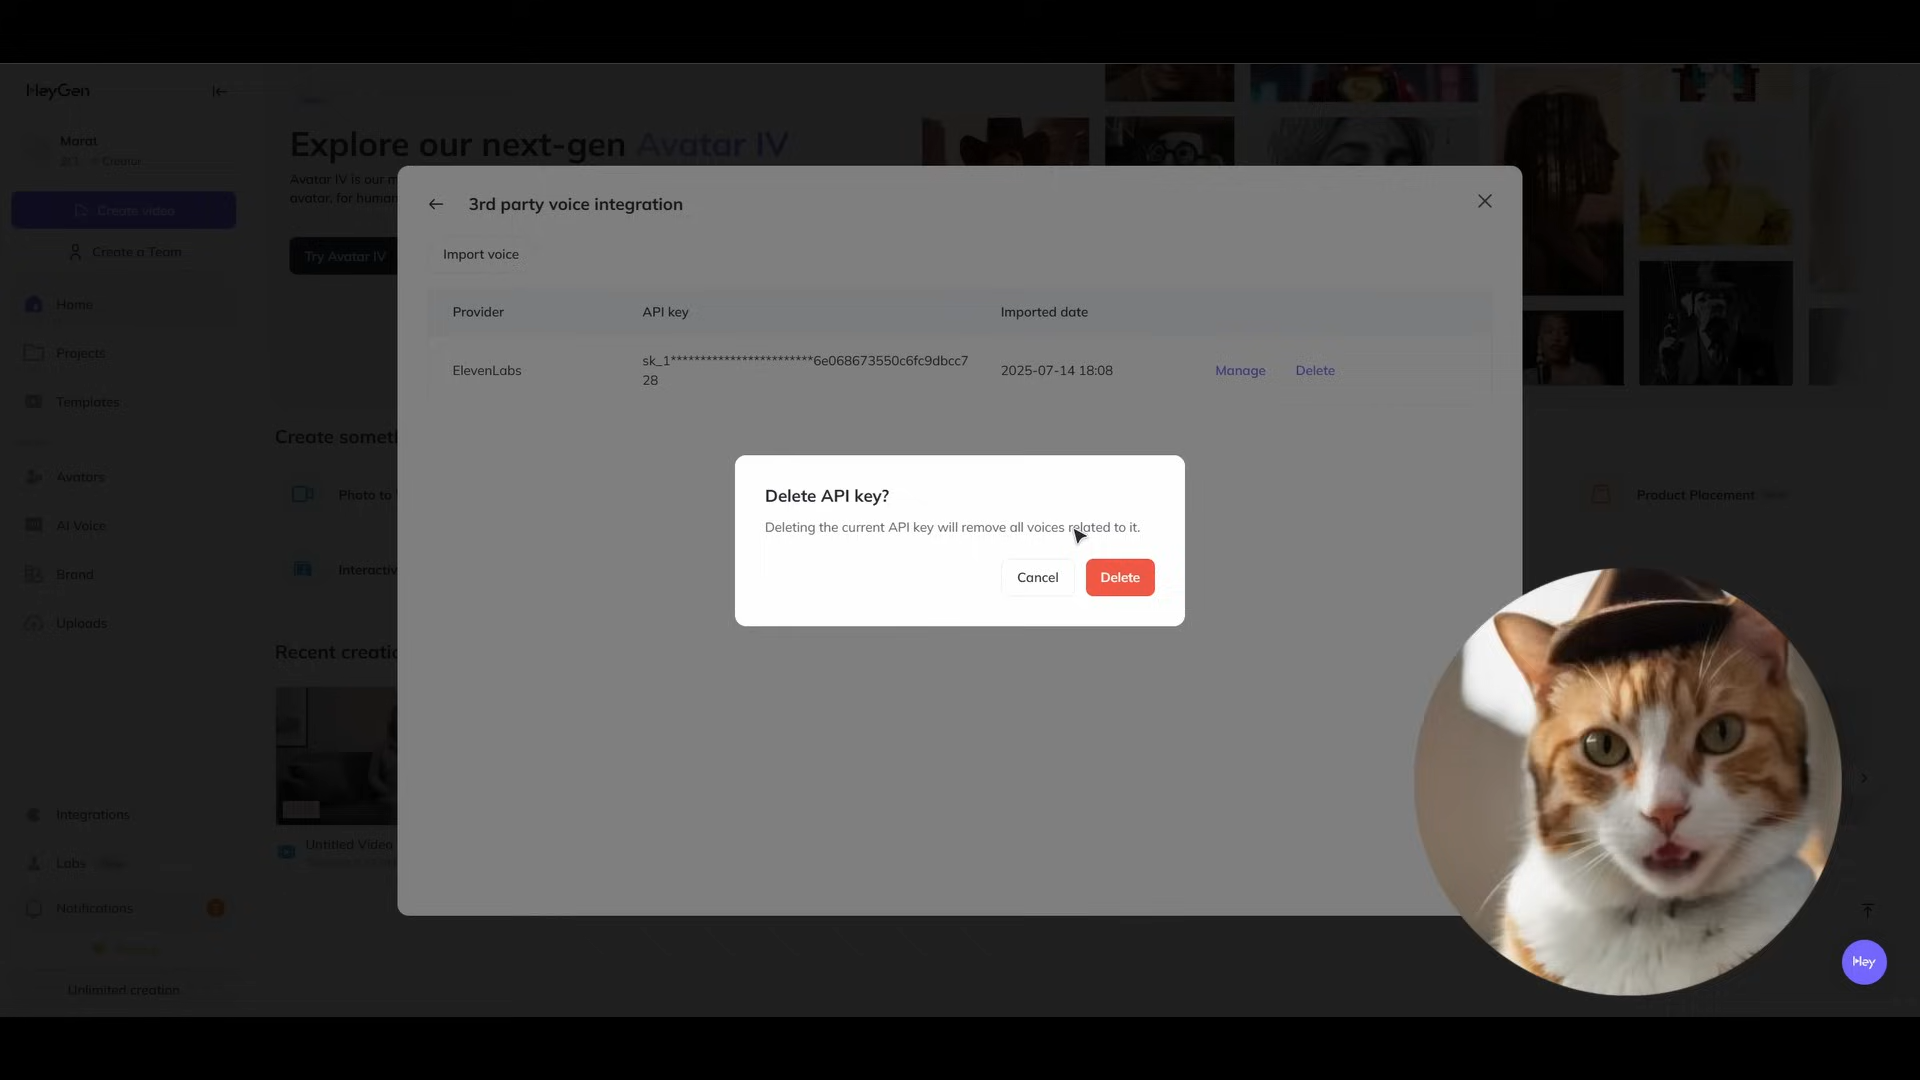 HeyGen
Marat
Creator
Create video
Create a Team
Home
Projects
Templates
Avatars
AI Voice
Brand
Uploads
Integrations
Labs
Notifications
Unlimited creation
Explore our next-gen Avatar IV
Avatar IV is our m
avatar, for human
Try Avatar IV
Create someth
Photo to
Interactiv
Product Placement
Recent creatio
Untitled Video
3rd party voice integration
Import voice
Provider API key Imported date
ElevenLabs sk_1************************6e068673550c6fc9dbcc7
28 2025-07-14 18:08 Manage Delete
Delete API key?
Deleting the current API key will remove all voices related to it.
Cancel Delete
Hey